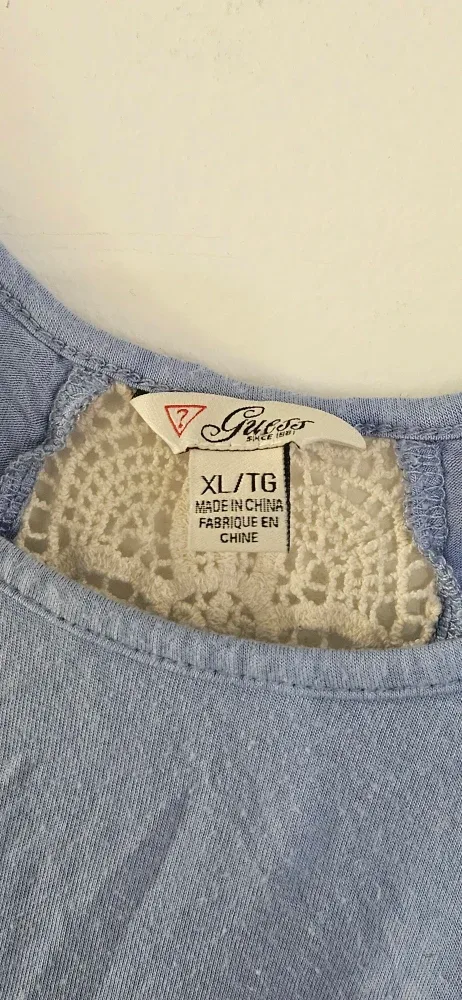 ?
Guess
SINCE 1981
XL/TG
MADE IN CHINA
FABRIQUE EN
CHINE